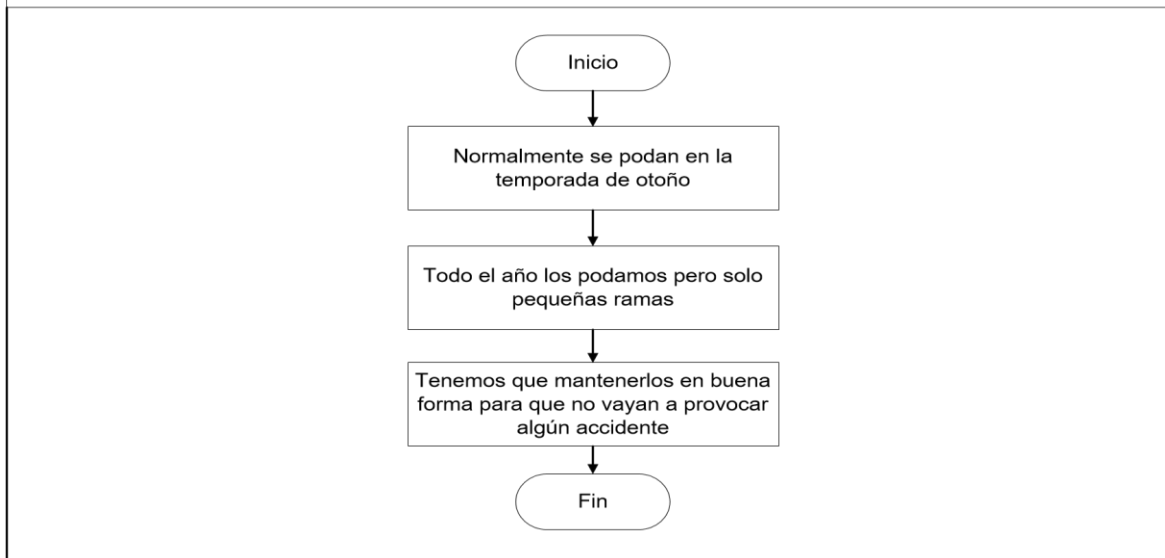 Inicio
Normalmente se podan en la
temporada de otoño
Todo el año los podamos pero solo
pequeñas ramas
Tenemos que mantenerlos en buena
forma para que no vayan a provocar
algún accidente
Fin